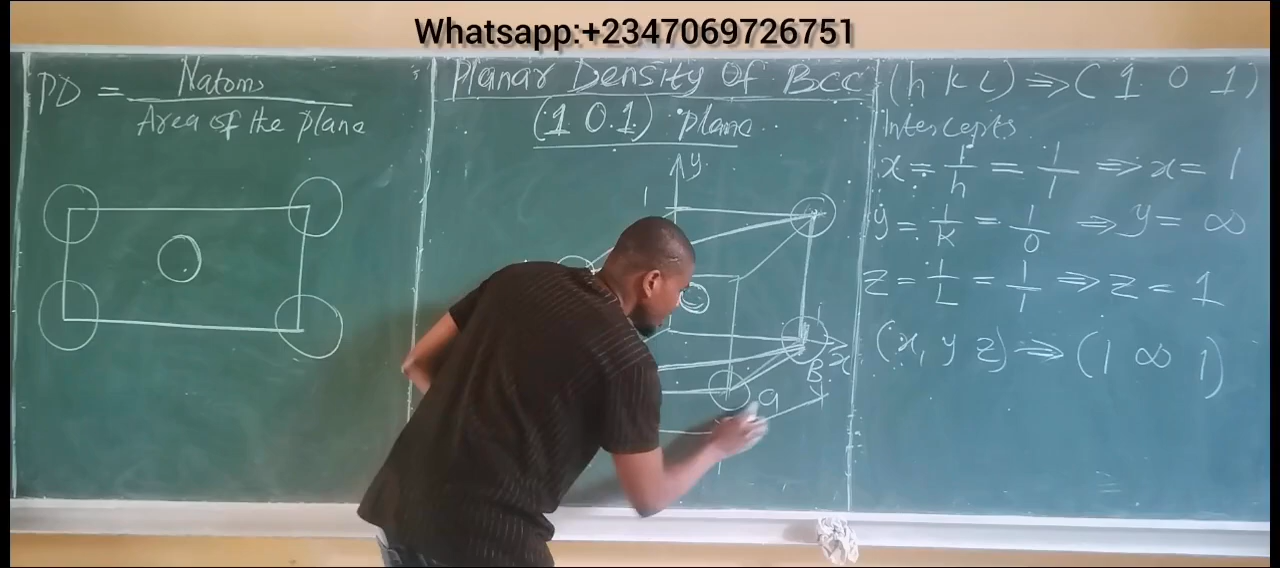 Whatsapp:+2347069726751
PD = Natoms
Area of the plane
Planar Density Of BCC
(1 0 1) plane
y
1
B x
a
(h k L) ⇒ (1 0 1)
Intercepts
x = 1/h = 1/1 ⇒ x = 1
y = 1/K = 1/0 ⇒ y = ∞
z = 1/L = 1/1 ⇒ z = 1
(x, y z) ⇒ (1 ∞ 1)